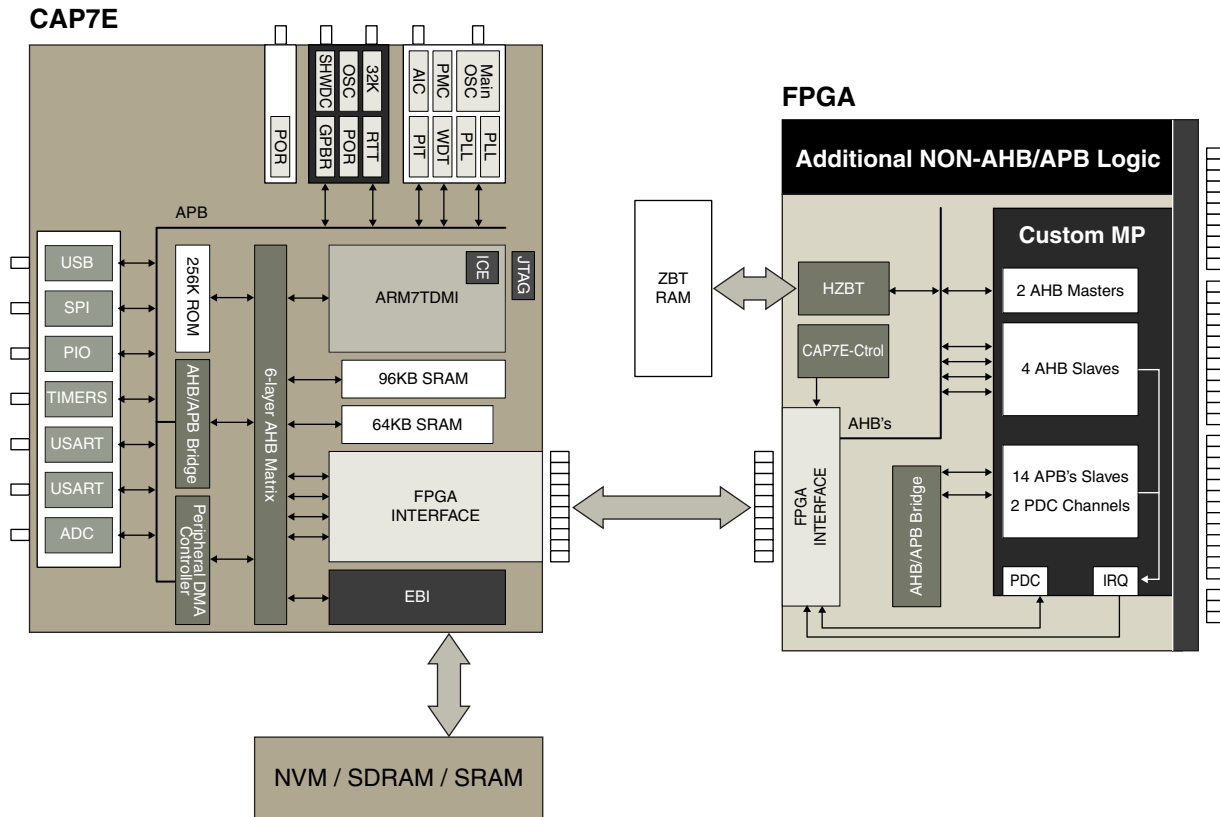 CAP7E
SHWDC
OSC
32K
AIC
PMC
Main
OSC
POR
GPBR
POR
RTT
PIT
WDT
PLL
PLL
APB
USB
SPI
PIO
TIMERS
USART
USART
ADC
256K ROM
AHB/APB Bridge
Peripheral DMA
Controller
6-layer AHB Matrix
ICE
JTAG
ARM7TDMI
96KB SRAM
64KB SRAM
FPGA
INTERFACE
EBI
NVM / SDRAM / SRAM
ZBT
RAM
FPGA
Additional NON-AHB/APB Logic
HZBT
CAP7E-Ctrol
AHB's
FPGA
INTERFACE
AHB/APB Bridge
Custom MP
2 AHB Masters
4 AHB Slaves
14 APB's Slaves
2 PDC Channels
PDC
IRQ